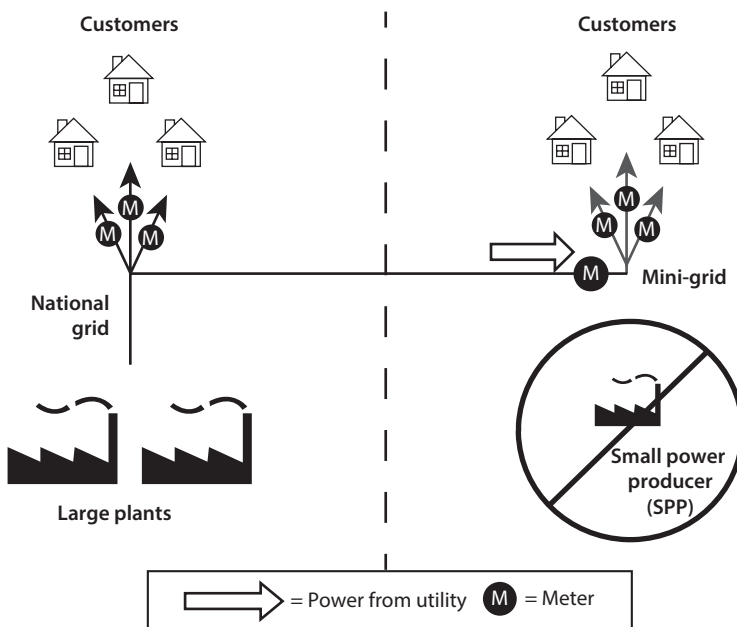 Customers
Customers
M
M
M
M
M
M
M
Mini-grid
National
grid
Small power
producer
(SPP)
Large plants
= Power from utility M = Meter